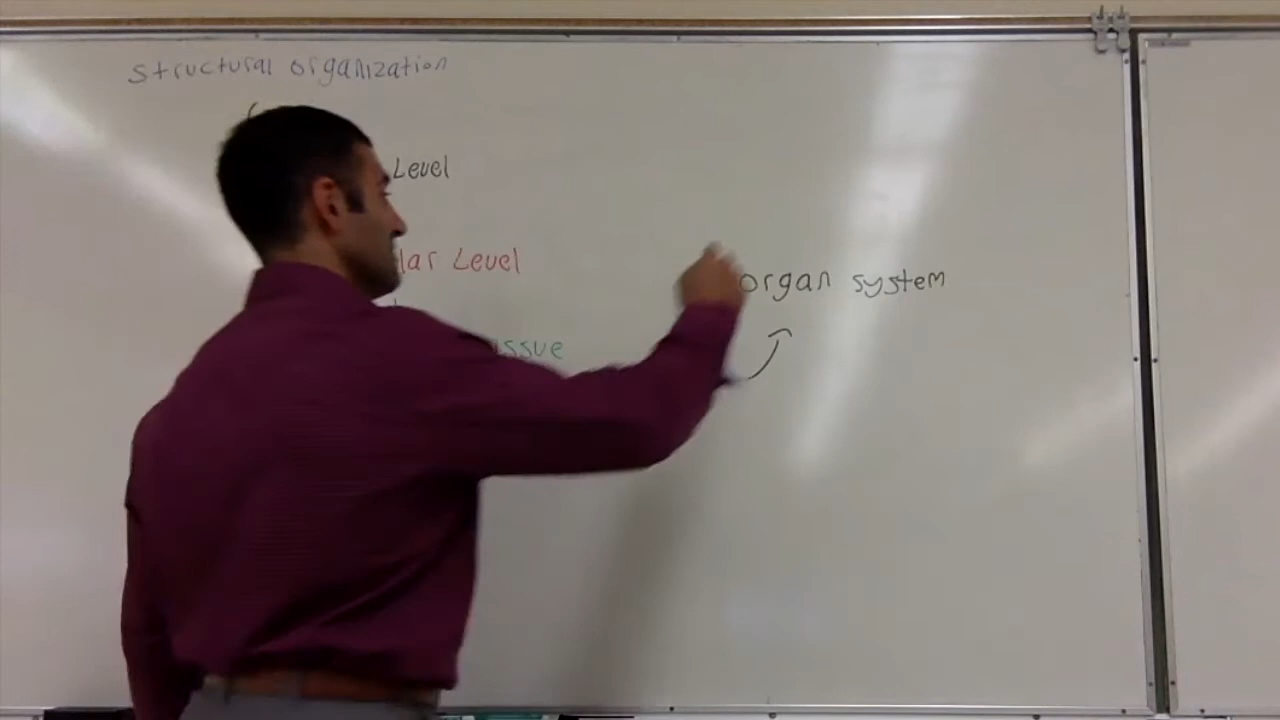 structural organization
Level
lar Level
organ system
ssue